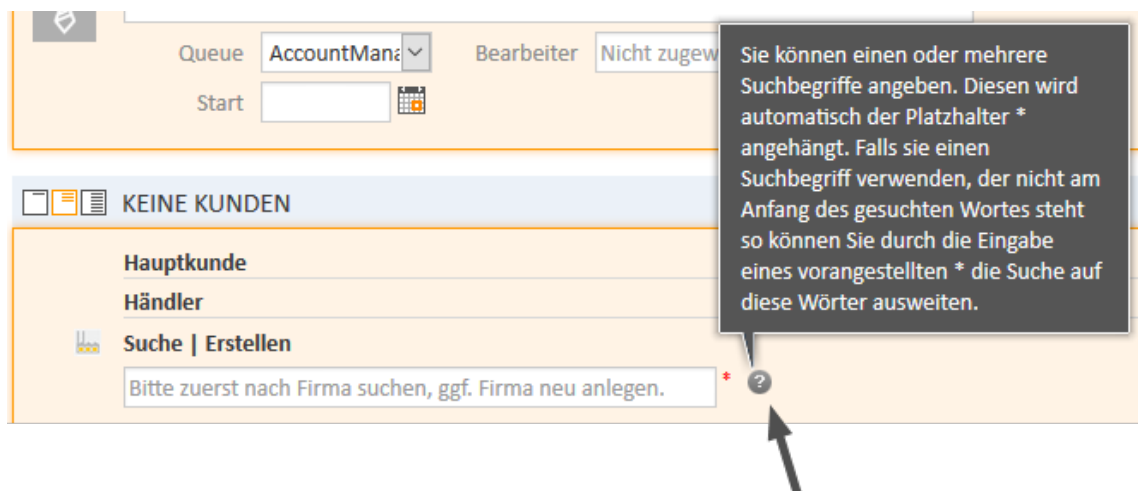 Queue AccountMana Bearbeiter Nicht zugew
Start
Sie können einen oder mehrere
Suchbegriffe angeben. Diesen wird
automatisch der Platzhalter *
angehängt. Falls sie einen
Suchbegriff verwenden, der nicht am
Anfang des gesuchten Wortes steht
so können Sie durch die Eingabe
eines vorangestellten * die Suche auf
diese Wörter ausweiten.
KEINE KUNDEN
Hauptkunde
Händler
Suche | Erstellen
Bitte zuerst nach Firma suchen, ggf. Firma neu anlegen. * ?